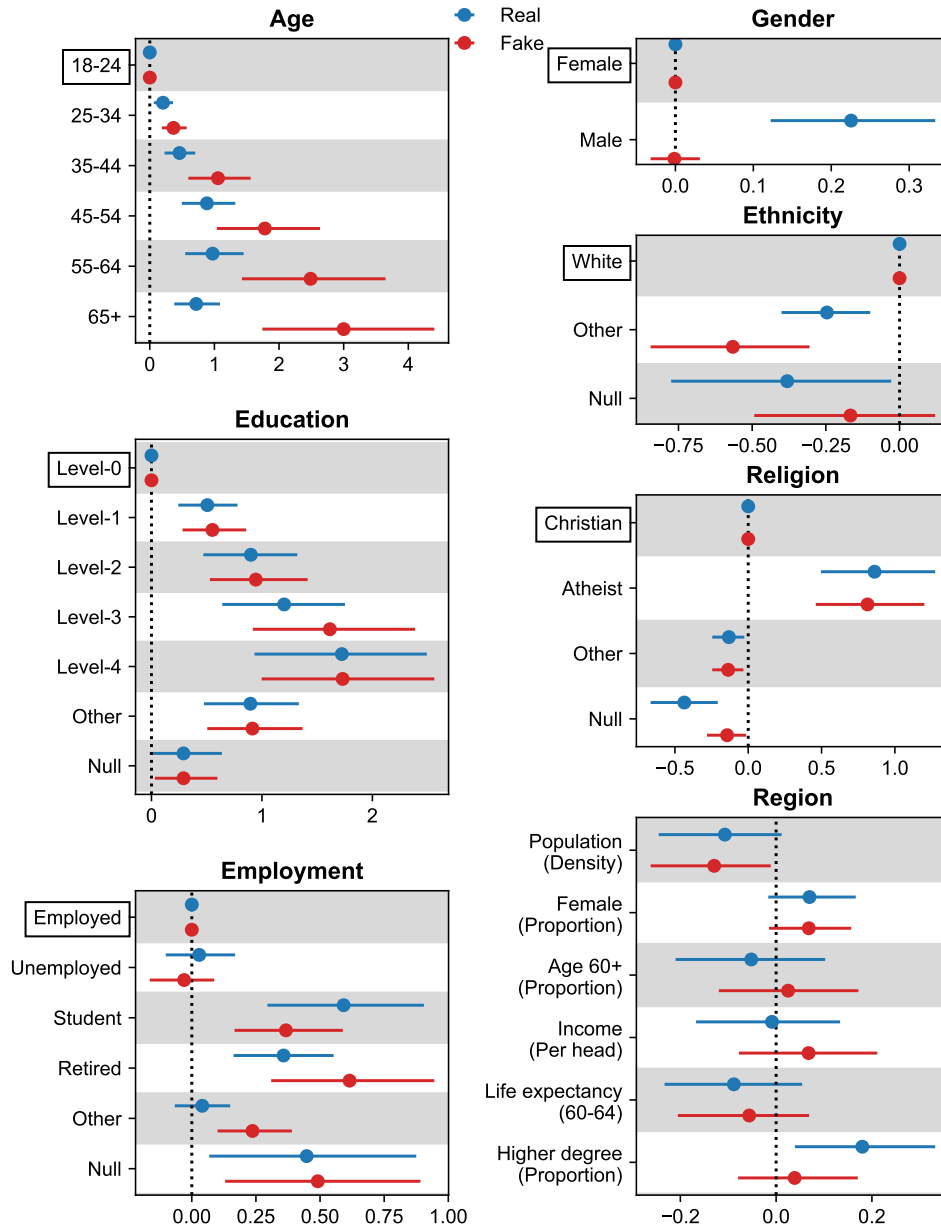 Age
Real
Fake
18-24
25-34
35-44
45-54
55-64
65+
0 1 2 3 4
Gender
Female
Male
0.0 0.1 0.2 0.3
Ethnicity
White
Other
Null
−0.75 −0.50 −0.25 0.00
Education
Level-0
Level-1
Level-2
Level-3
Level-4
Other
Null
0 1 2
Religion
Christian
Atheist
Other
Null
−0.5 0.0 0.5 1.0
Employment
Employed
Unemployed
Student
Retired
Other
Null
0.00 0.25 0.50 0.75 1.00
Region
Population
(Density)
Female
(Proportion)
Age 60+
(Proportion)
Income
(Per head)
Life expectancy
(60-64)
Higher degree
(Proportion)
−0.2 0.0 0.2